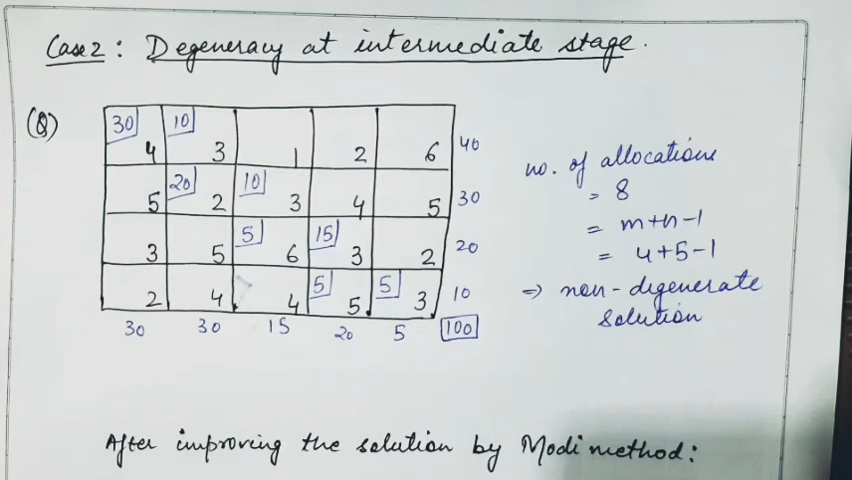 Case 2 : Degeneracy at intermediate stage.
(Q)
30 10
4 3 1 2 6 40
20 10
5 2 3 4 5 30
5 15
3 5 6 3 2 20
5 5
2 4 4 5 3 10
30 30 15 20 5 100
no. of allocations
= 8
= m+n-1
= 4+5-1
=> non-degenerate
solution
After improving the solution by Modi method: